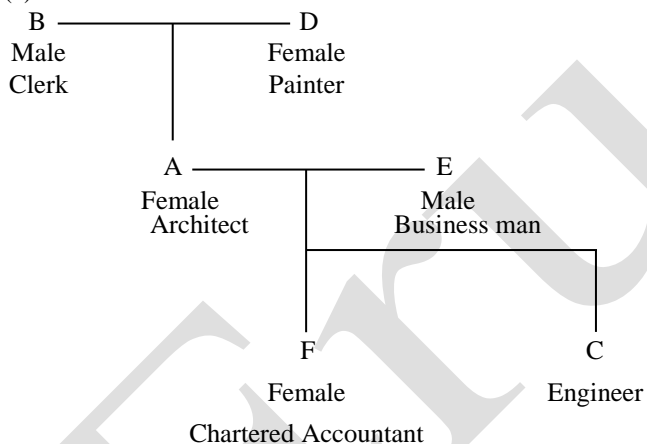 B D
Male Female
Clerk Painter
A E
Female Male
Architect Business man
F C
Female Engineer
Chartered Accountant